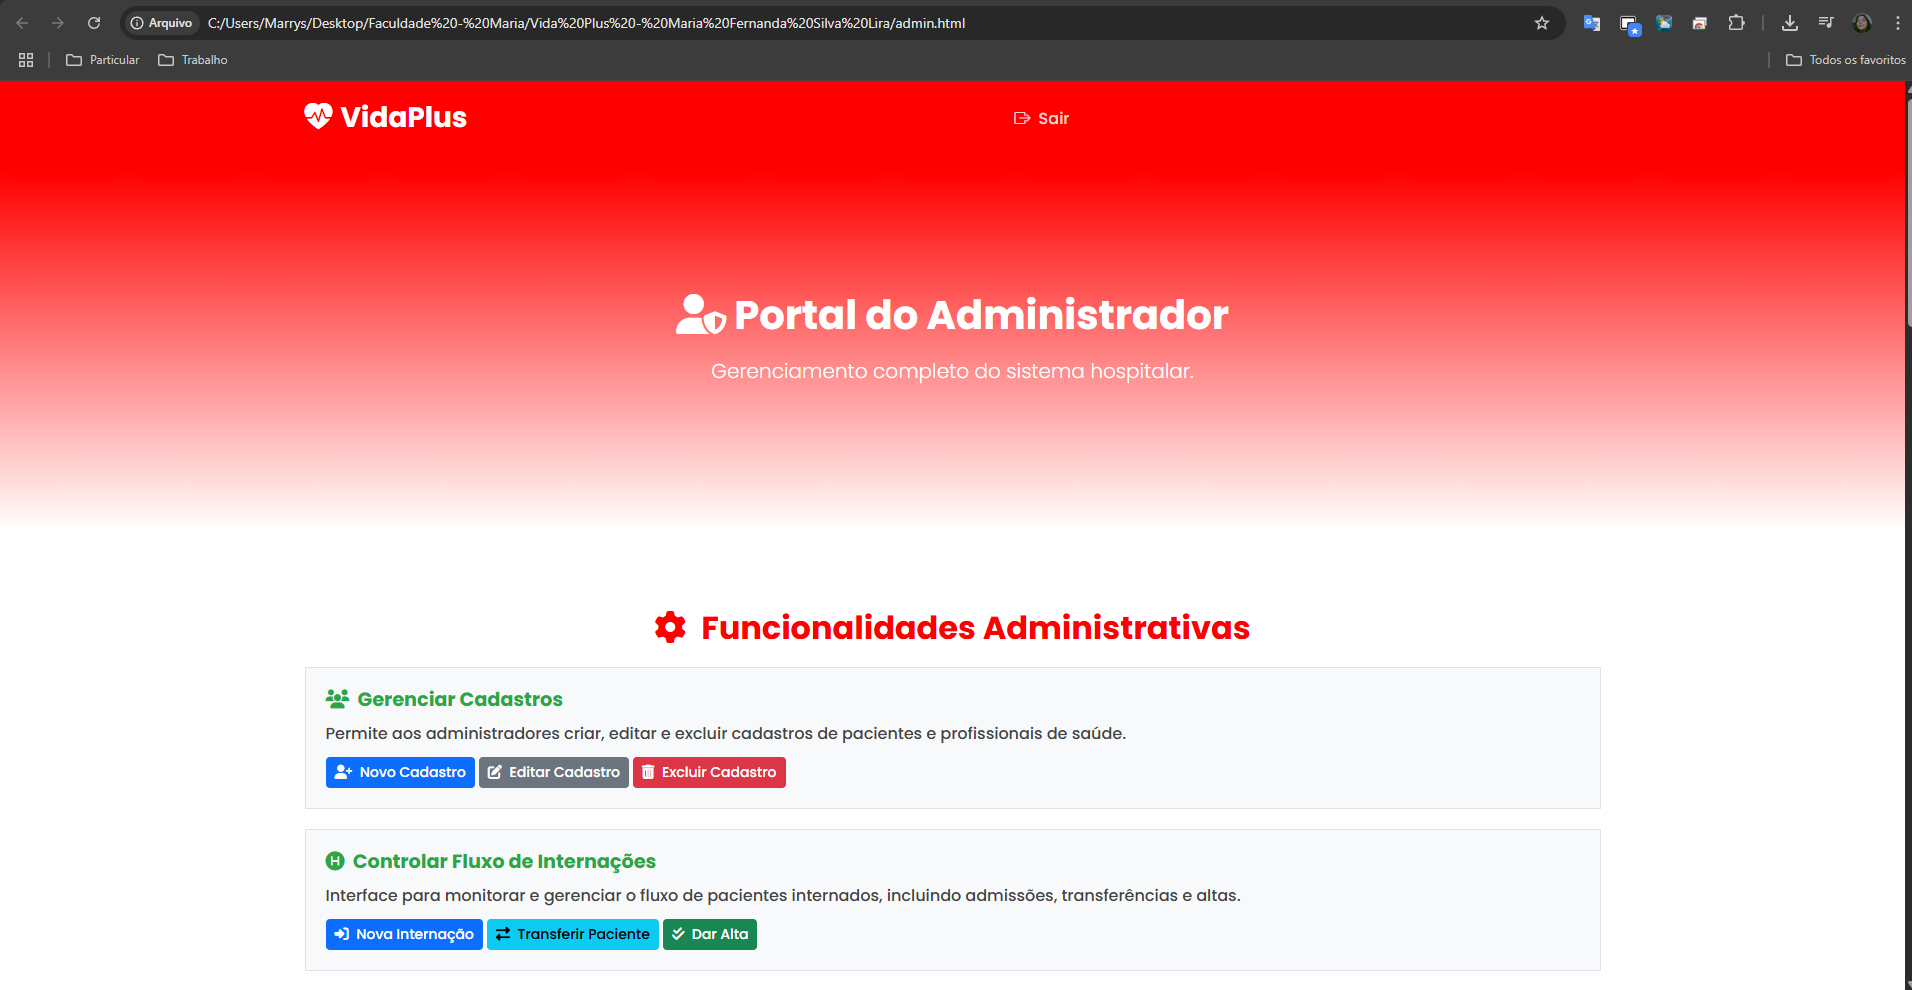 Arquivo C:/Users/Marrys/Desktop/Faculdade%20-%20Maria/Vida%20Plus%20-%20Maria%20Fernanda%20Silva%20Lira/admin.html
Particular Trabalho Todos os favoritos
VidaPlus Sair
Portal do Administrador
Gerenciamento completo do sistema hospitalar.
Funcionalidades Administrativas
Gerenciar Cadastros
Permite aos administradores criar, editar e excluir cadastros de pacientes e profissionais de saúde.
Novo Cadastro Editar Cadastro Excluir Cadastro
H Controlar Fluxo de Internações
Interface para monitorar e gerenciar o fluxo de pacientes internados, incluindo admissões, transferências e altas.
Nova Internação Transferir Paciente Dar Alta